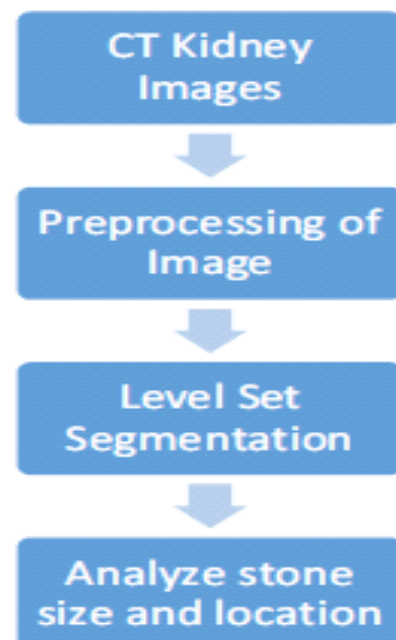 CT Kidney
Images
Preprocessing of
Image
Level Set
Segmentation
Analyze stone
size and location